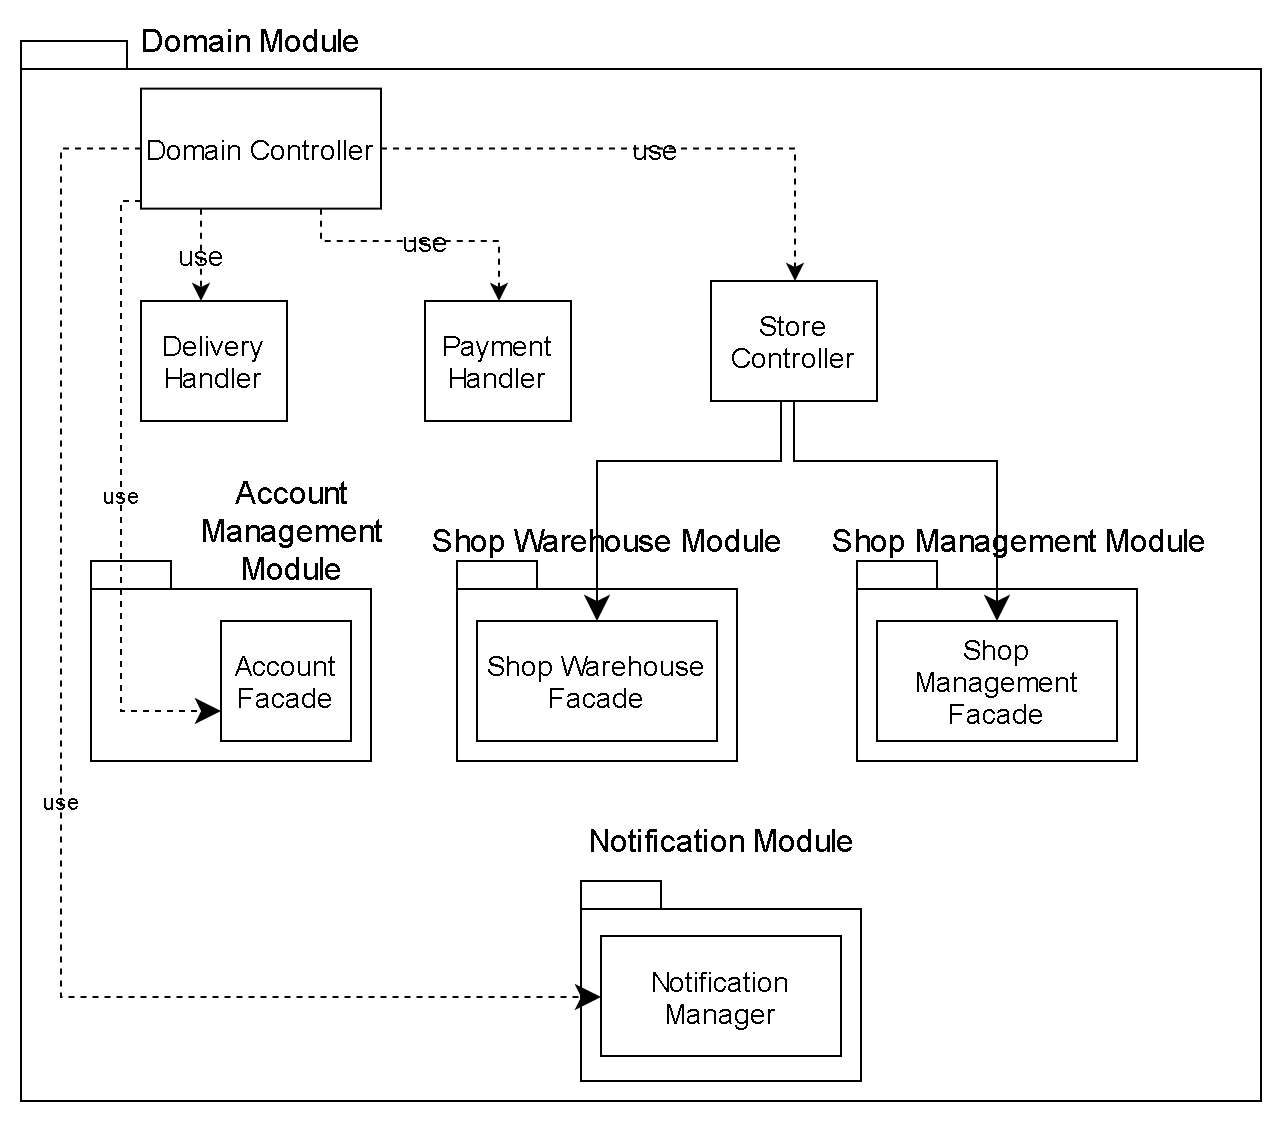 Domain Module
Domain Controller
use
use
use
Delivery
Handler
Payment
Handler
Store
Controller
use
Account
Management
Module
Shop Warehouse Module
Shop Management Module
Account
Facade
Shop Warehouse
Facade
Shop
Management
Facade
use
Notification Module
Notification
Manager